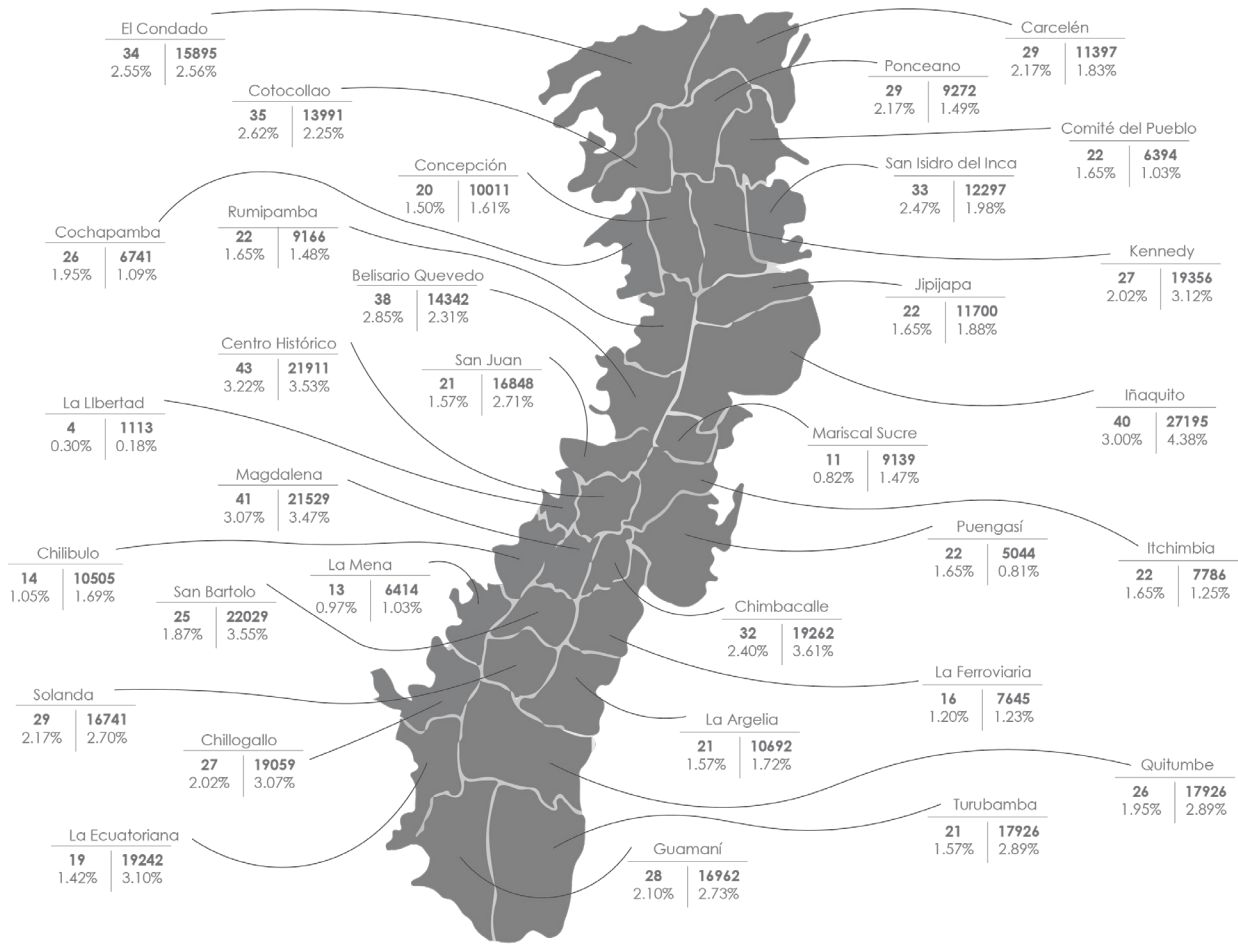 El Condado
34 15895
2.55% 2.56%
Carcelén
29 11397
2.17% 1.83%
Ponceano
29 9272
2.17% 1.49%
Cotocollao
35 13991
2.62% 2.25%
Comité del Pueblo
22 6394
1.65% 1.03%
Concepción
20 10011
1.50% 1.61%
San Isidro del Inca
33 12297
2.47% 1.98%
Rumipamba
22 9166
1.65% 1.48%
Cochapamba
26 6741
1.95% 1.09%
Kennedy
27 19356
2.02% 3.12%
Belisario Quevedo
38 14342
2.85% 2.31%
Jipijapa
22 11700
1.65% 1.88%
Centro Histórico
43 21911
3.22% 3.53%
San Juan
21 16848
1.57% 2.71%
Iñaquito
40 27195
3.00% 4.38%
La LIbertad
4 1113
0.30% 0.18%
Mariscal Sucre
11 9139
0.82% 1.47%
Magdalena
41 21529
3.07% 3.47%
Puengasí
22 5044
1.65% 0.81%
Itchimbia
22 7786
1.65% 1.25%
Chilibulo
14 10505
1.05% 1.69%
La Mena
13 6414
0.97% 1.03%
San Bartolo
25 22029
1.87% 3.55%
Chimbacalle
32 19262
2.40% 3.61%
La Ferroviaria
16 7645
1.20% 1.23%
Solanda
29 16741
2.17% 2.70%
La Argelia
21 10692
1.57% 1.72%
Chillogallo
27 19059
2.02% 3.07%
Quitumbe
26 17926
1.95% 2.89%
Turubamba
21 17926
1.57% 2.89%
La Ecuatoriana
19 19242
1.42% 3.10%
Guamaní
28 16962
2.10% 2.73%